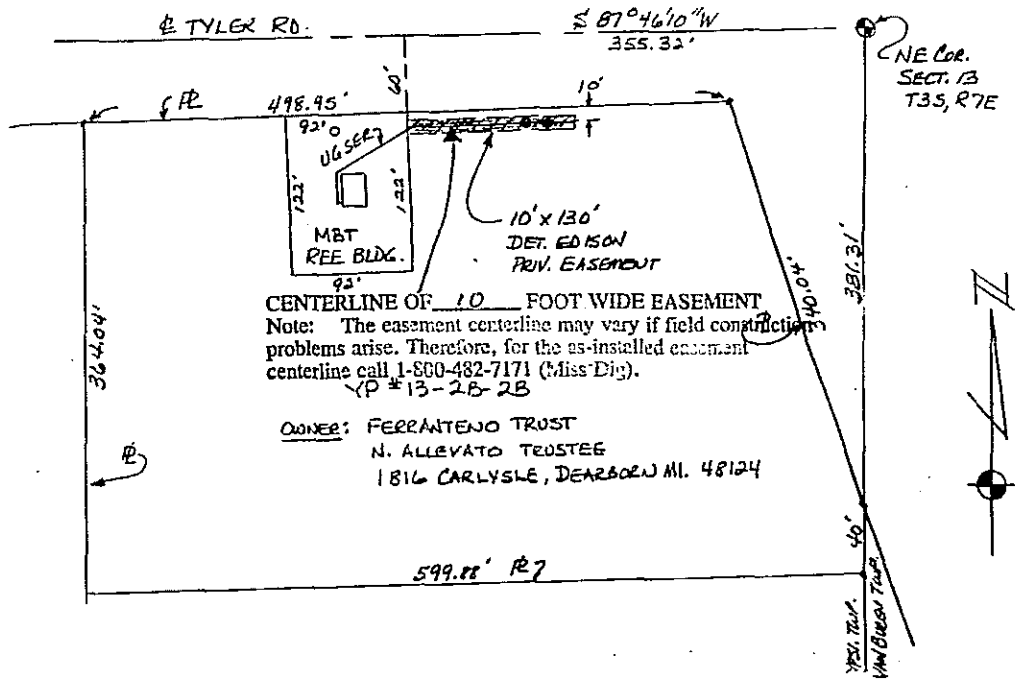 ℄ TYLER RD.
S 87°46'10"W
355.32'
NE COR.
SECT. 13
T3S, R7E
60'
10'
℄
498.95'
92'
UG SER
122'
122'
MBT
REE BLDG.
92'
10' x 130'
DET. EDISON
PRIV. EASEMENT
340.04'
381.31'
N
CENTERLINE OF 10 FOOT WIDE EASEMENT
Note: The easement centerline may vary if field construction
problems arise. Therefore, for the as-installed easement
centerline call 1-800-482-7171 (Miss Dig).
YP #13-2B-2B
364.04'
OWNER: FERRANTENO TRUST
N. ALLEVATO TRUSTEE
1816 CARLYSLE, DEARBORN MI. 48124
40'
599.88'
YPSI. TWP.
VAN BUREN TWP.